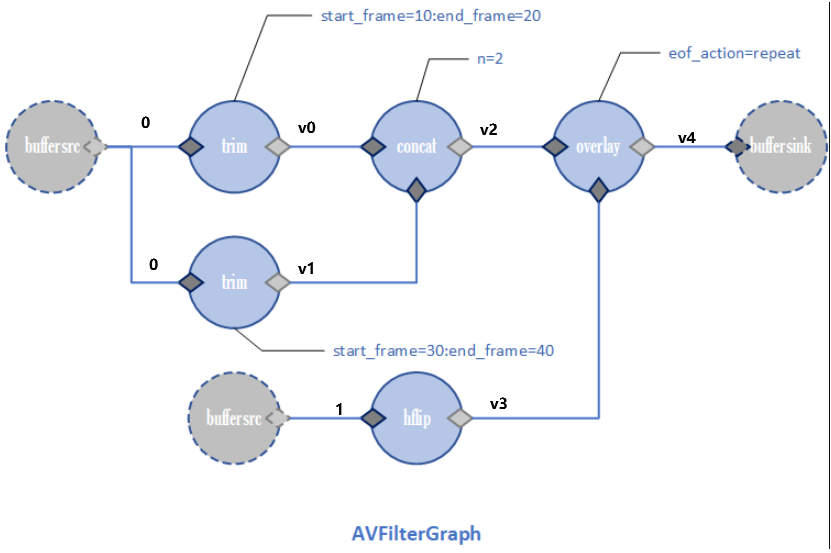 start_frame=10:end_frame=20
n=2
eof_action=repeat
0
v0
v2
v4
buffersrc
trim
concat
overlay
buffersink
0
v1
trim
start_frame=30:end_frame=40
1
v3
buffersrc
hflip
AVFilterGraph